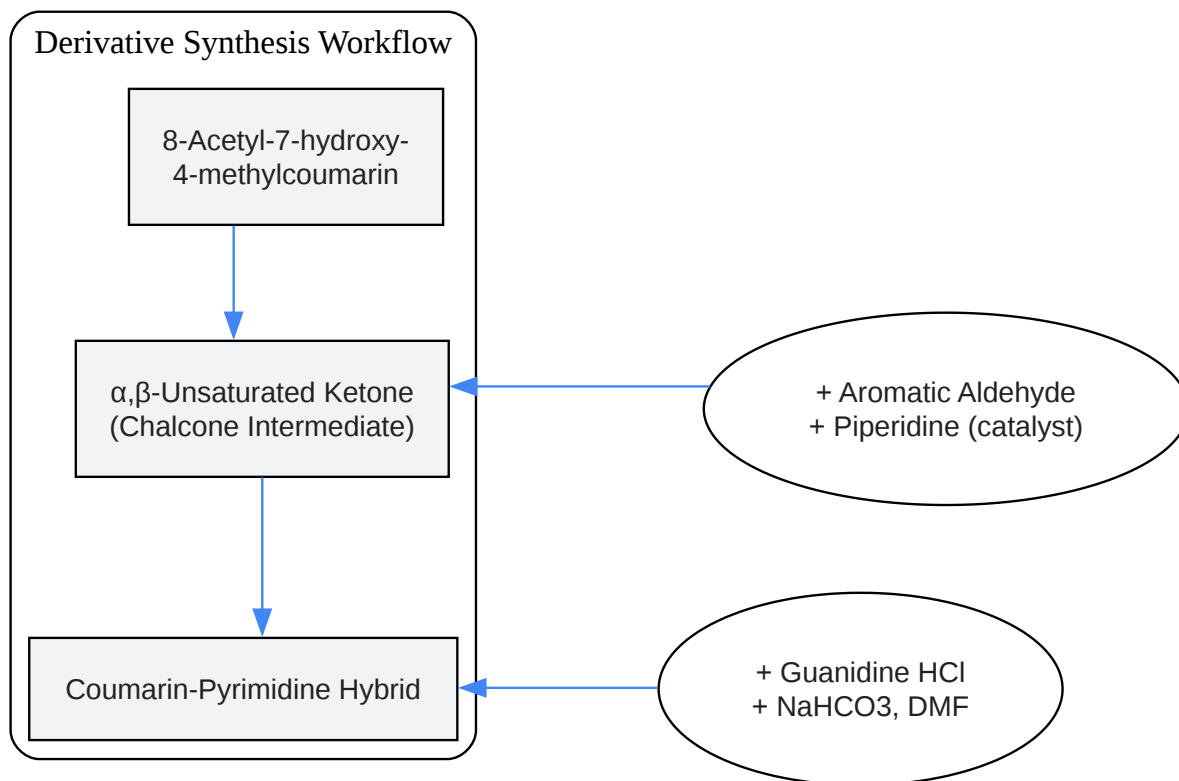 Derivative Synthesis Workflow
8-Acetyl-7-hydroxy-
4-methylcoumarin
α,β-Unsaturated Ketone
(Chalcone Intermediate)
+ Aromatic Aldehyde
+ Piperidine (catalyst)
Coumarin-Pyrimidine Hybrid
+ Guanidine HCl
+ NaHCO3, DMF